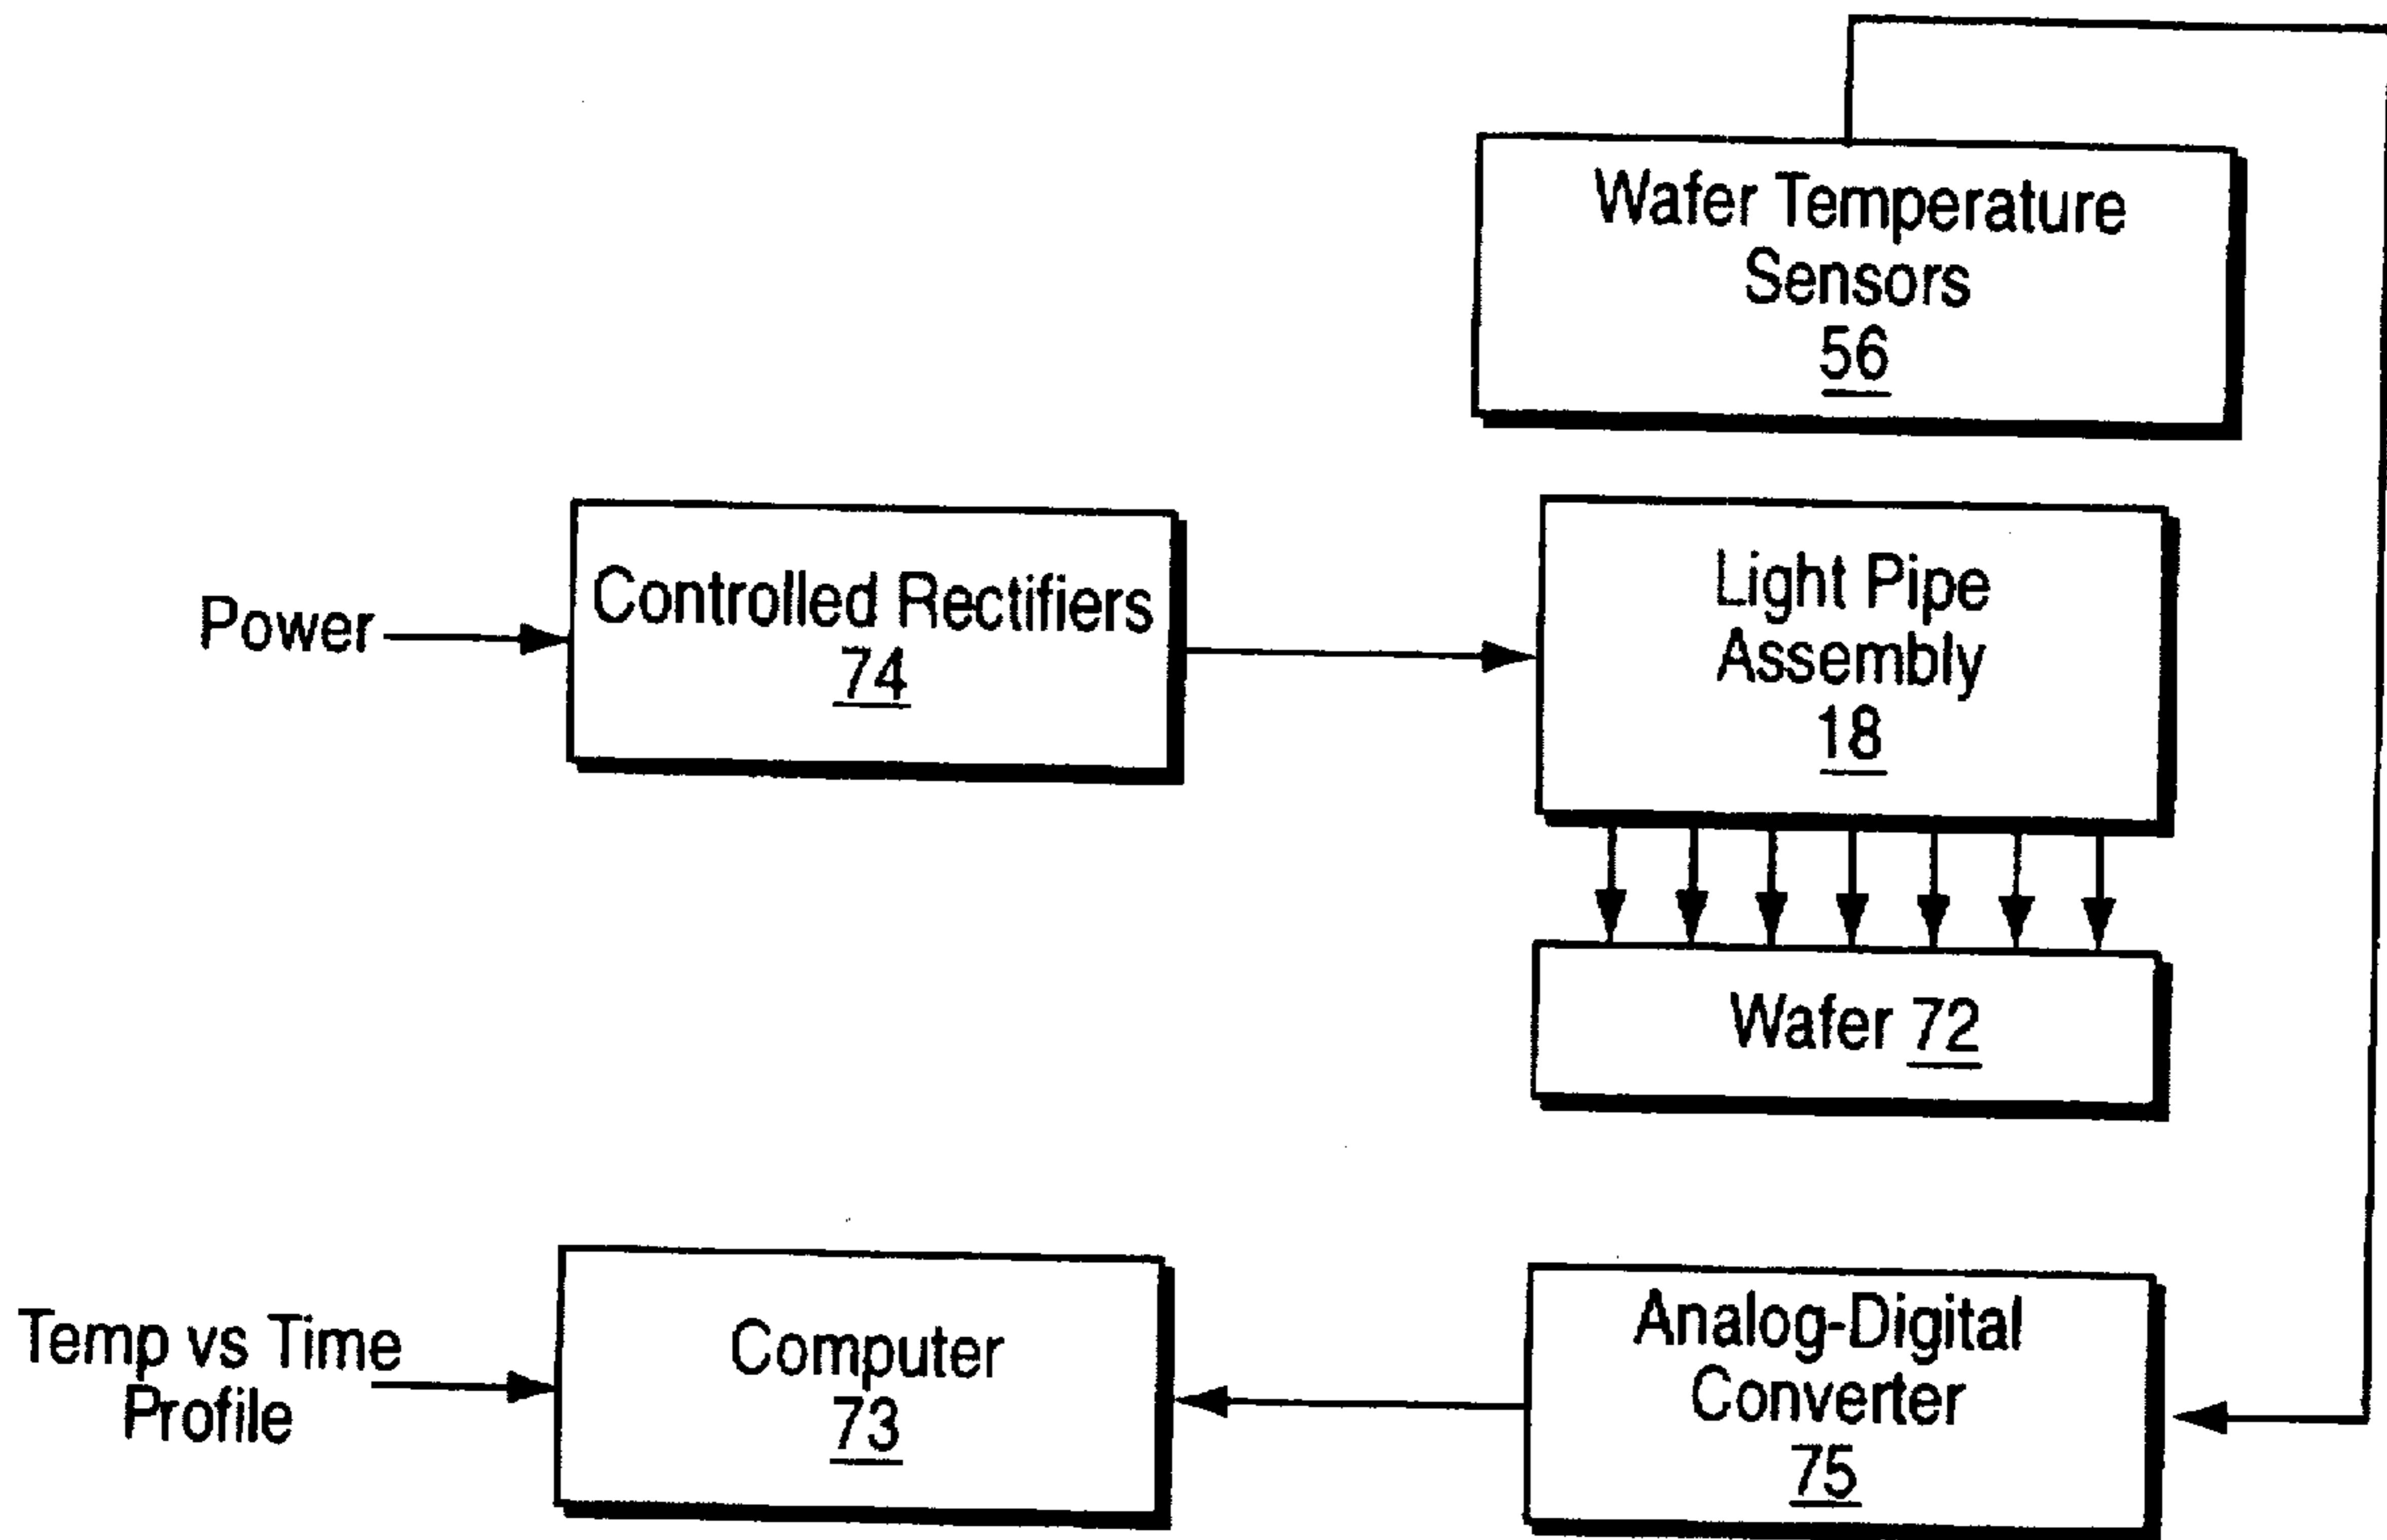 Wafer Temperature
Sensors
56
Power
Controlled Rectifiers
74
Light Pipe
Assembly
18
Wafer 72
Temp vs Time
Profile
Computer
73
Analog-Digital
Converter
75